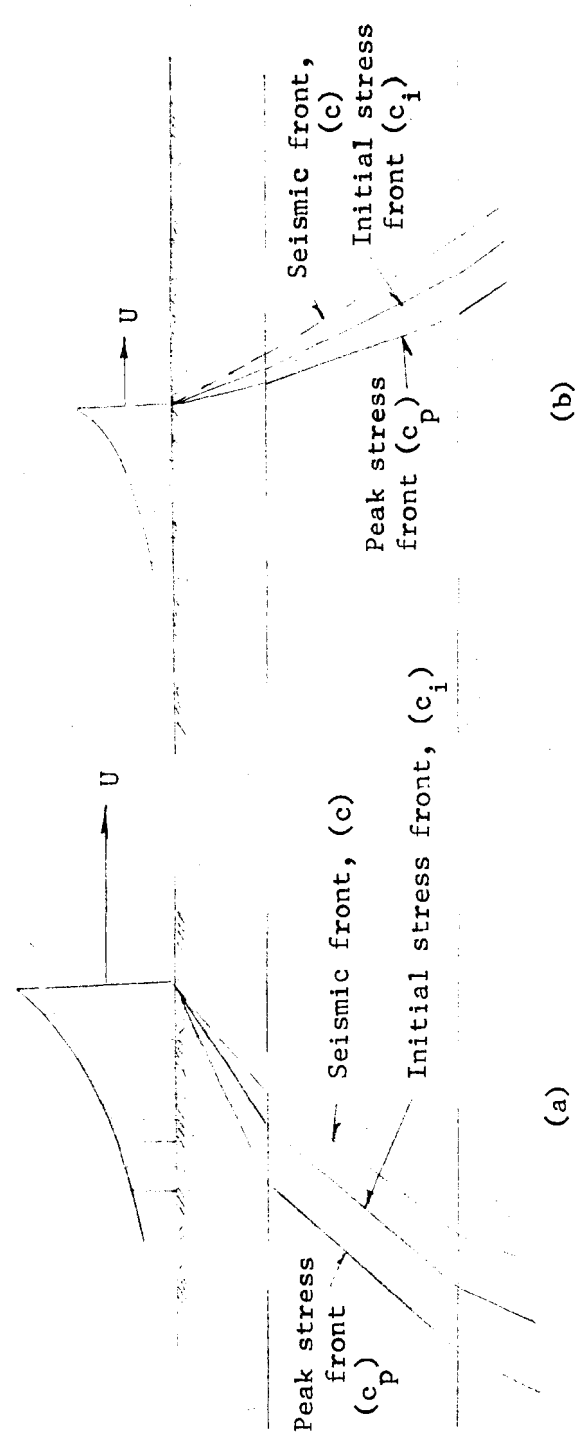 U
Seismic front, (c)
Initial stress front, (c_i)
Peak stress
front
(c_p)
(a)
U
Seismic front,
(c)
Initial stress
front (c_i)
Peak stress
front (c_p)
(b)